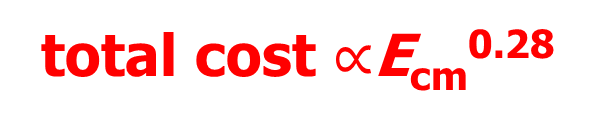 total cost ∝E_cm^0.28